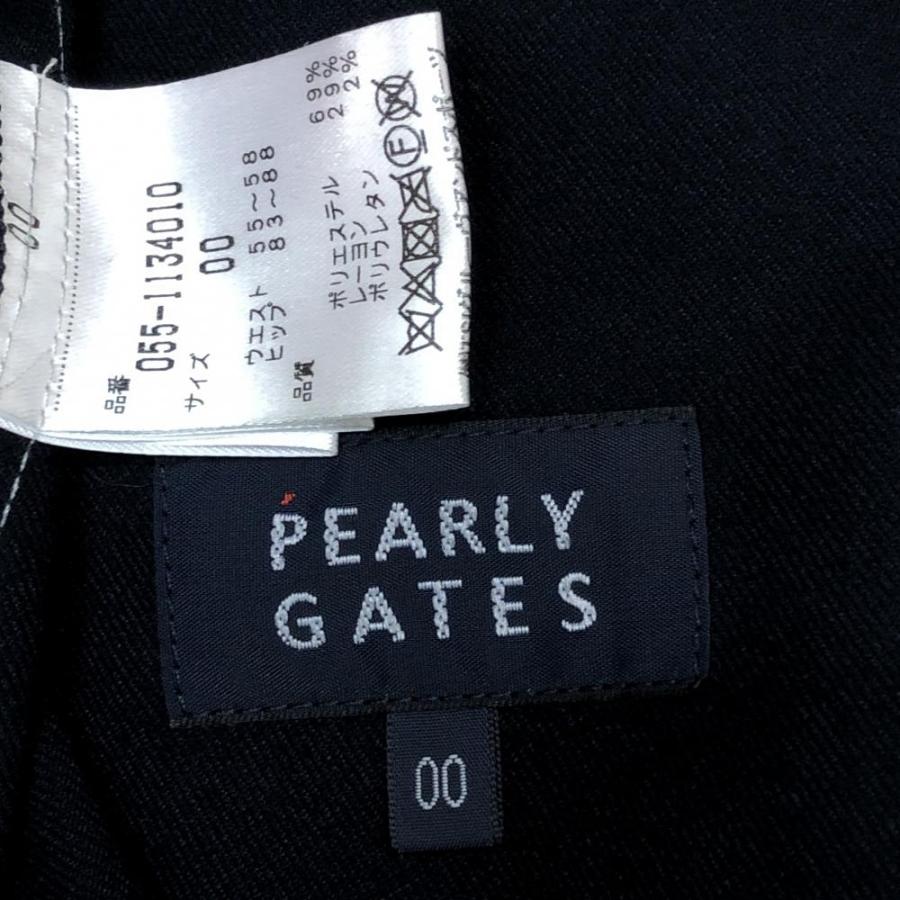 品番 055-1134010
サイズ 00
ウエスト 55～58
ヒップ 83～88
品質
ポリエステル 69%
レーヨン 29%
ポリウレタン 2%
00
PEARLY
GATES
00